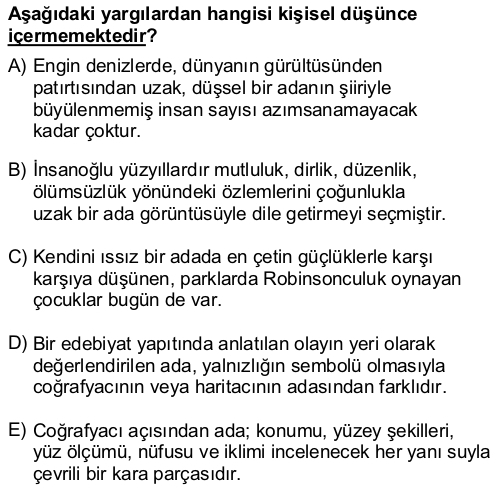 Aşağıdaki yargılardan hangisi kişisel düşünce
içermemektedir?
A) Engin denizlerde, dünyanın gürültüsünden
patırtısından uzak, düşsel bir adanın şiiriyle
büyülenmemiş insan sayısı azımsanamayacak
kadar çoktur.
B) İnsanoğlu yüzyıllardır mutluluk, dirlik, düzenlik,
ölümsüzlük yönündeki özlemlerini çoğunlukla
uzak bir ada görüntüsüyle dile getirmeyi seçmiştir.
C) Kendini ıssız bir adada en çetin güçlüklerle karşı
karşıya düşünen, parklarda Robinsonculuk oynayan
çocuklar bugün de var.
D) Bir edebiyat yapıtında anlatılan olayın yeri olarak
değerlendirilen ada, yalnızlığın sembolü olmasıyla
coğrafyacının veya haritacının adasından farklıdır.
E) Coğrafyacı açısından ada; konumu, yüzey şekilleri,
yüz ölçümü, nüfusu ve iklimi incelenecek her yanı suyla
çevrili bir kara parçasıdır.